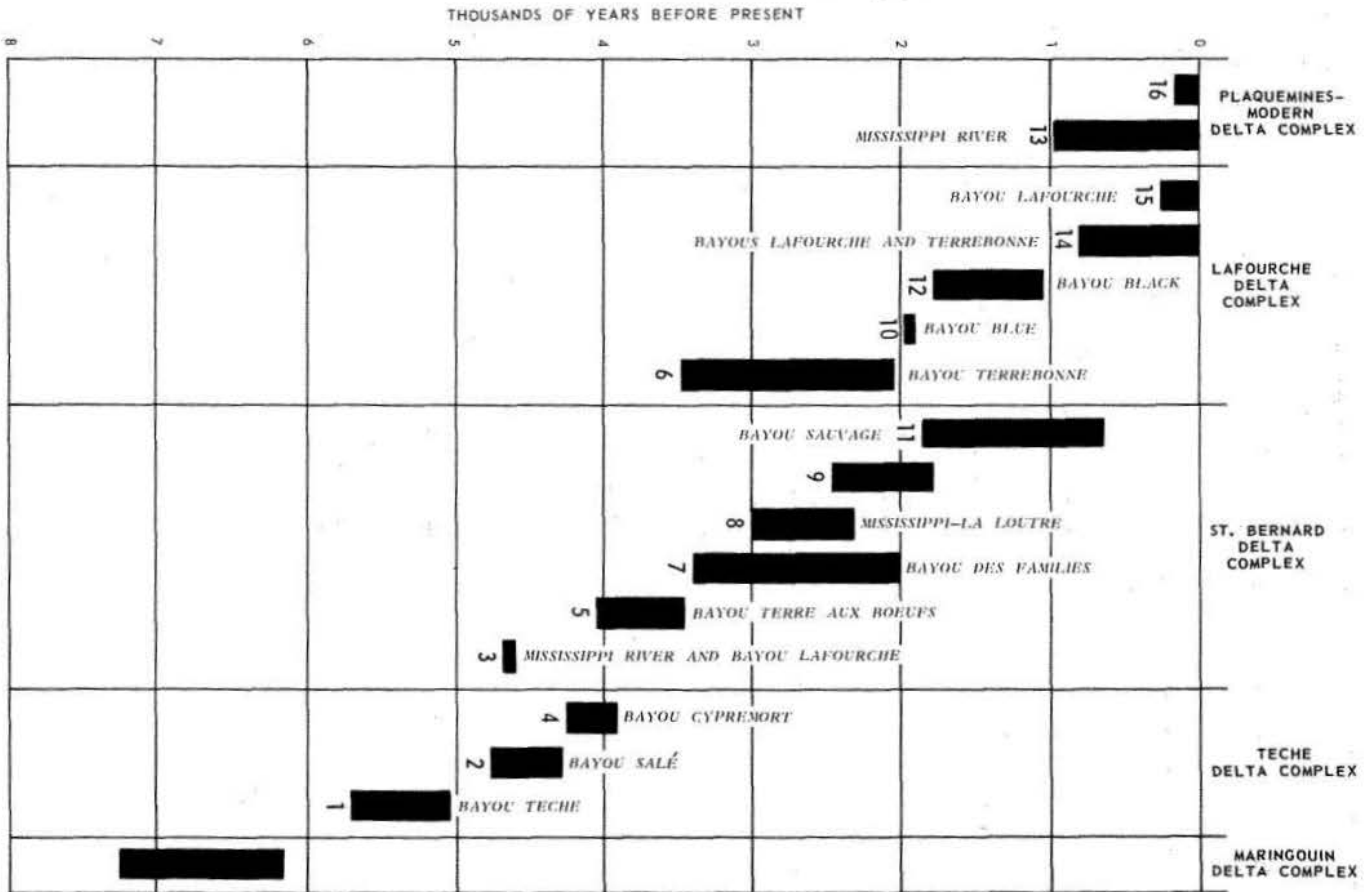 THOUSANDS OF YEARS BEFORE PRESENT
8 7 6 5 4 3 2 1 0
16
PLAQUEMINES-
MODERN
DELTA COMPLEX
MISSISSIPPI RIVER 13
BAYOU LAFOURCHE 15
BAYOUS LAFOURCHE AND TERREBONNE 14
LAFOURCHE
DELTA
COMPLEX
12 BAYOU BLACK
10 BAYOU BLUE
6 BAYOU TERREBONNE
BAYOU SAUVAGE 11
9
8 MISSISSIPPI-LA LOUTRE
ST. BERNARD
DELTA
COMPLEX
7 BAYOU DES FAMILIES
5 BAYOU TERRE AUX BOEUFS
3 MISSISSIPPI RIVER AND BAYOU LAFOURCHE
4 BAYOU CYPREMORT
2 BAYOU SALÉ
TECHE
DELTA COMPLEX
1 BAYOU TECHE
MARINGOUIN
DELTA COMPLEX